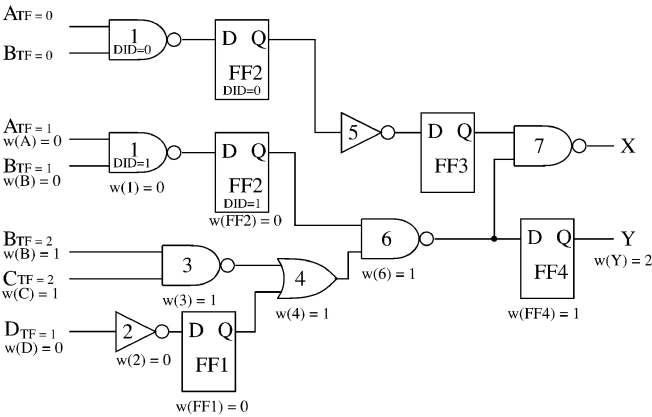 ATF = 0
BTF = 0
1
DID=0
D Q
FF2
DID=0
5
D Q
FF3
7
X
ATF = 1
w(A) = 0
BTF = 1
w(B) = 0
1
DID=1
w(1) = 0
D Q
FF2
DID=1
w(FF2) = 0
BTF = 2
w(B) = 1
CTF = 2
w(C) = 1
3
w(3) = 1
4
w(4) = 1
6
w(6) = 1
D Q
FF4
w(FF4) = 1
Y
w(Y) = 2
DTF = 1
w(D) = 0
2
w(2) = 0
D Q
FF1
w(FF1) = 0